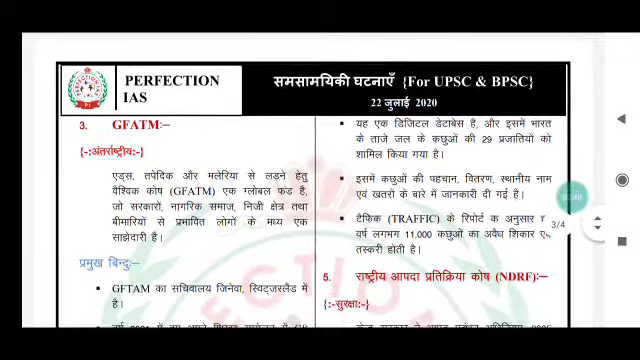 PERFECTION
IAS
समसामयिकी घटनाएँ {For UPSC & BPSC}
22 जुलाई 2020
3. GFATM:-
{-:अंतर्राष्ट्रीय:-}
एड्स, तपेदिक और मलेरिया से लड़ने हेतु
वैश्विक कोष (GFATM) एक ग्लोबल फंड है,
जो सरकारों, नागरिक समाज, निजी क्षेत्र तथा
बीमारियों से प्रभावित लोगों के मध्य एक
साझेदारी है।
प्रमुख बिन्दु:-
GFTAM का सचिवालय जिनेवा, स्विट्जरलैंड में
है।
यह एक डिजिटल डेटाबेस है, और इसमें भारत
के ताजे जल के कछुओं की 29 प्रजातियों को
शामिल किया गया है।
इसमें कछुओं की पहचान, वितरण, स्थानीय नाम
एवं खतरों के बारे में जानकारी दी गई है।
टैफिक (TRAFFIC) के रिपोर्ट के अनुसार
वर्ष लगभग 11,000 कछुओं का अवैध शिकार
तस्करी होती है।
5. राष्ट्रीय आपदा प्रतिक्रिया कोष (NDRF):-
{-:सुरक्षा:-}
00:48
3/4